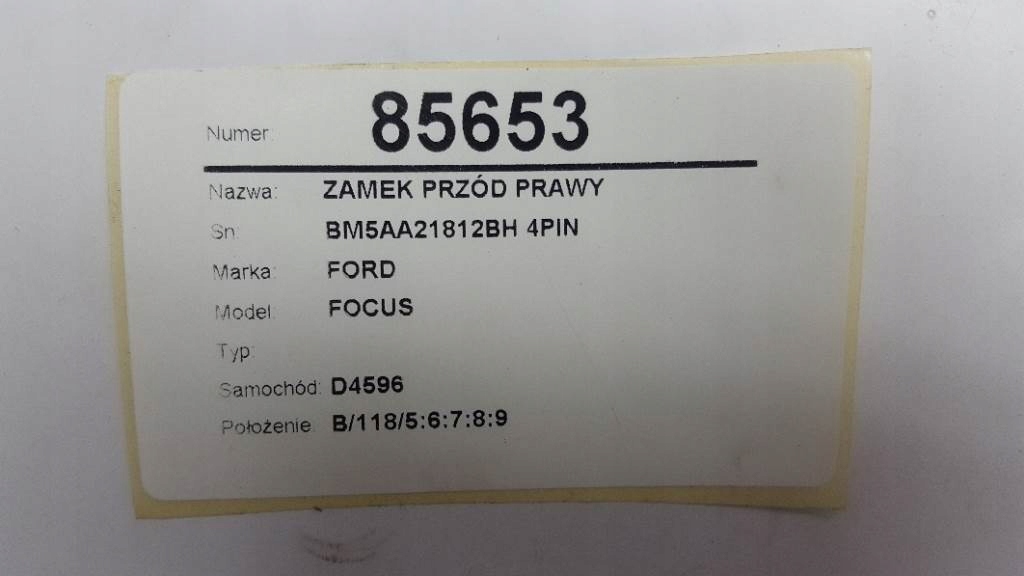 Numer: 85653
Nazwa: ZAMEK PRZÓD PRAWY
Sn: BM5AA21812BH 4PIN
Marka: FORD
Model: FOCUS
Typ:
Samochód: D4596
Położenie: B/118/5:6:7:8:9